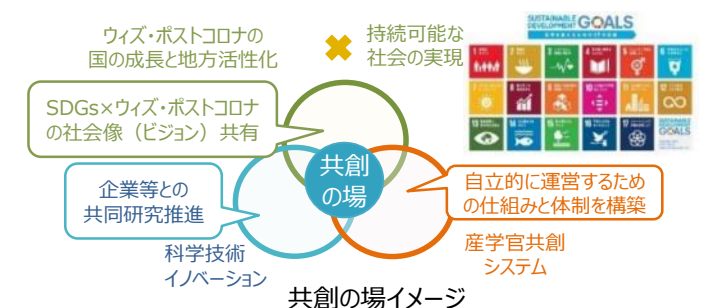 ウィズ・ポストコロナの
国の成長と地方活性化
持続可能な
社会の実現
SUSTAINABLE
DEVELOPMENT GOALS
SDGs×ウィズ・ポストコロナ
の社会像（ビジョン）共有
共創
の場
企業等との
共同研究推進
自立的に運営するため
の仕組みと体制を構築
科学技術
イノベーション
産学官共創
システム
共創の場イメージ